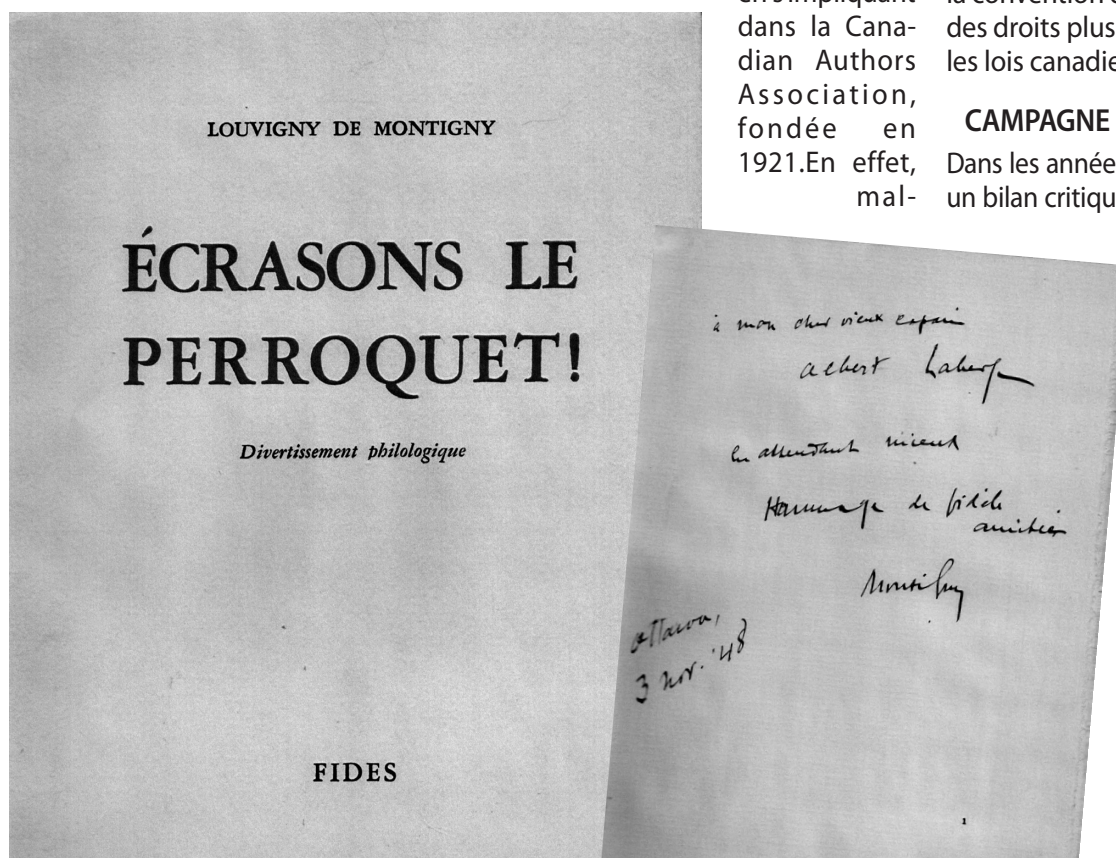 LOUVIGNY DE MONTIGNY
ÉCRASONS LE
PERROQUET!
Divertissement philologique
FIDES
dans la Cana-
dian Authors
Association,
fondée en
1921.En effet,
mal-
des droits plus
les lois canadie
CAMPAGNE
Dans les année
un bilan critiqu
à mon cher vieux copain
Albert Laberge
En attendant mieux
Hommage de fidèle
amitié
Montigny
Ottawa,
3 Nov. '48
1